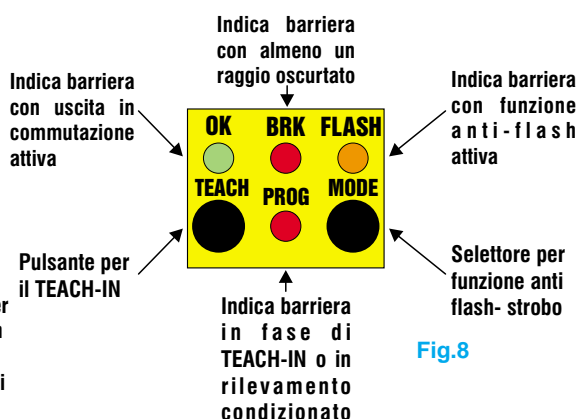 Indica barriera
con almeno un
raggio oscurtato
Indica barriera
con uscita in
commutazione
attiva
Indica barriera
con funzione
anti-flash
attiva
OK BRK FLASH
TEACH PROG MODE
Pulsante per
il TEACH-IN
Selettore per
funzione anti
flash- strobo
Indica barriera
in fase di
TEACH-IN o in
rilevamento
condizionato
Fig.8